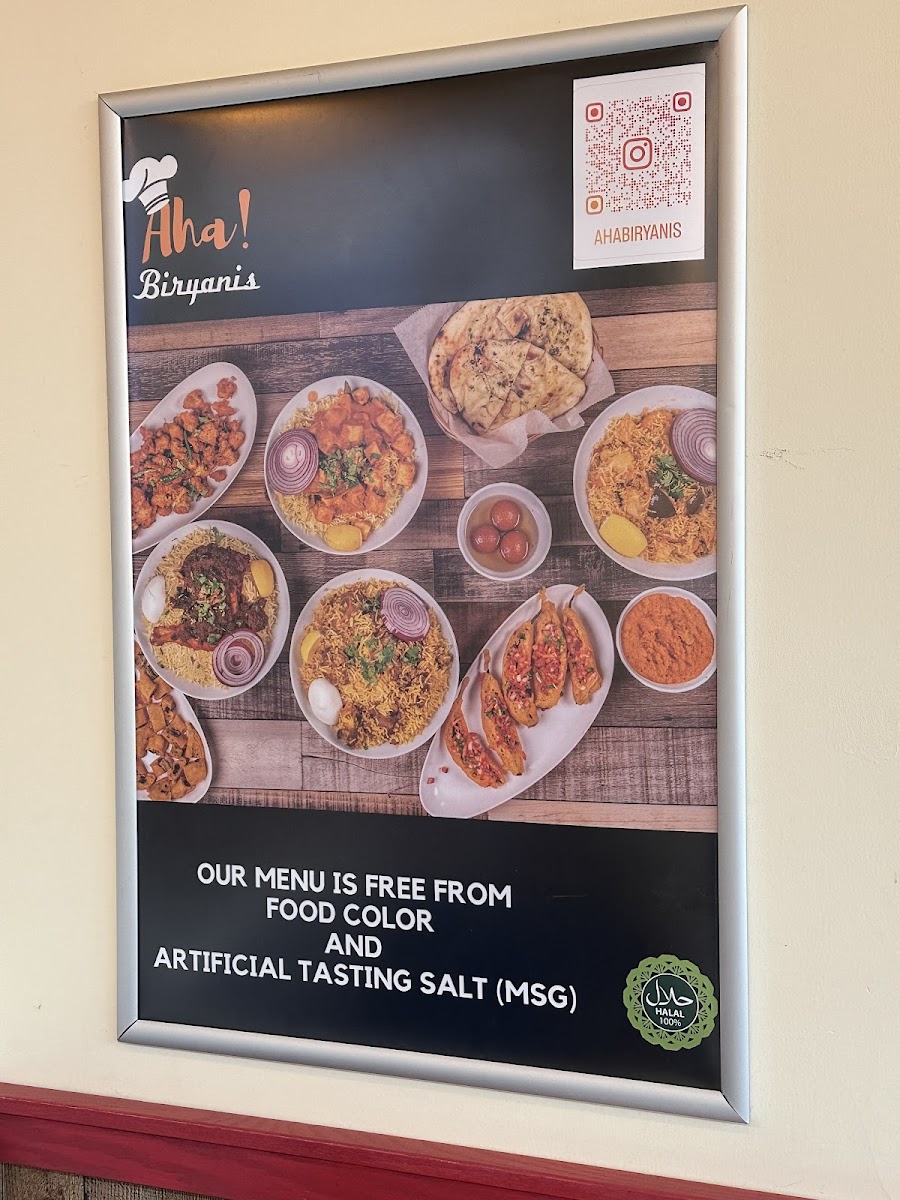 Aha!
Biryanis
AHABIRYANIS
OUR MENU IS FREE FROM
FOOD COLOR
AND
ARTIFICIAL TASTING SALT (MSG)
حلال
HALAL
100%